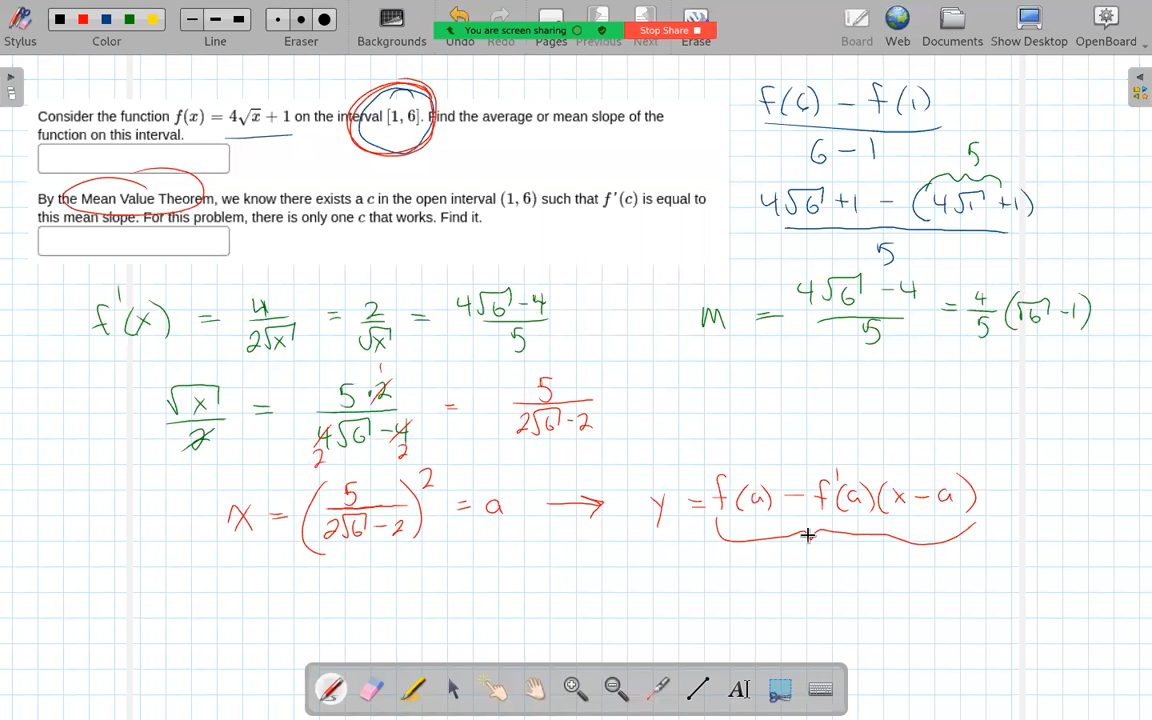 Stylus Color Line Eraser Backgrounds Undo Redo Pages Previous Next Erase Board Web Documents Show Desktop OpenBoard
You are screen sharing Stop Share
Consider the function f(x) = 4√x + 1 on the interval [1, 6]. Find the average or mean slope of the
function on this interval.
By the Mean Value Theorem, we know there exists a c in the open interval (1, 6) such that f'(c) is equal to
this mean slope. For this problem, there is only one c that works. Find it.
f(6) - f(1)
6 - 1
5
4√6 + 1 - (4√1 + 1)
5
m = (4√6 - 4)/5 = 4/5 (√6 - 1)
f'(x) = 4/(2√x) = 2/√x = (4√6 - 4)/5
√x/2 = (5 · 2)/(4√6 - 4) = 5/(2√6 - 2)
1
2 2
x = (5/(2√6 - 2))^2 = a → y = f(a) - f'(a)(x - a)